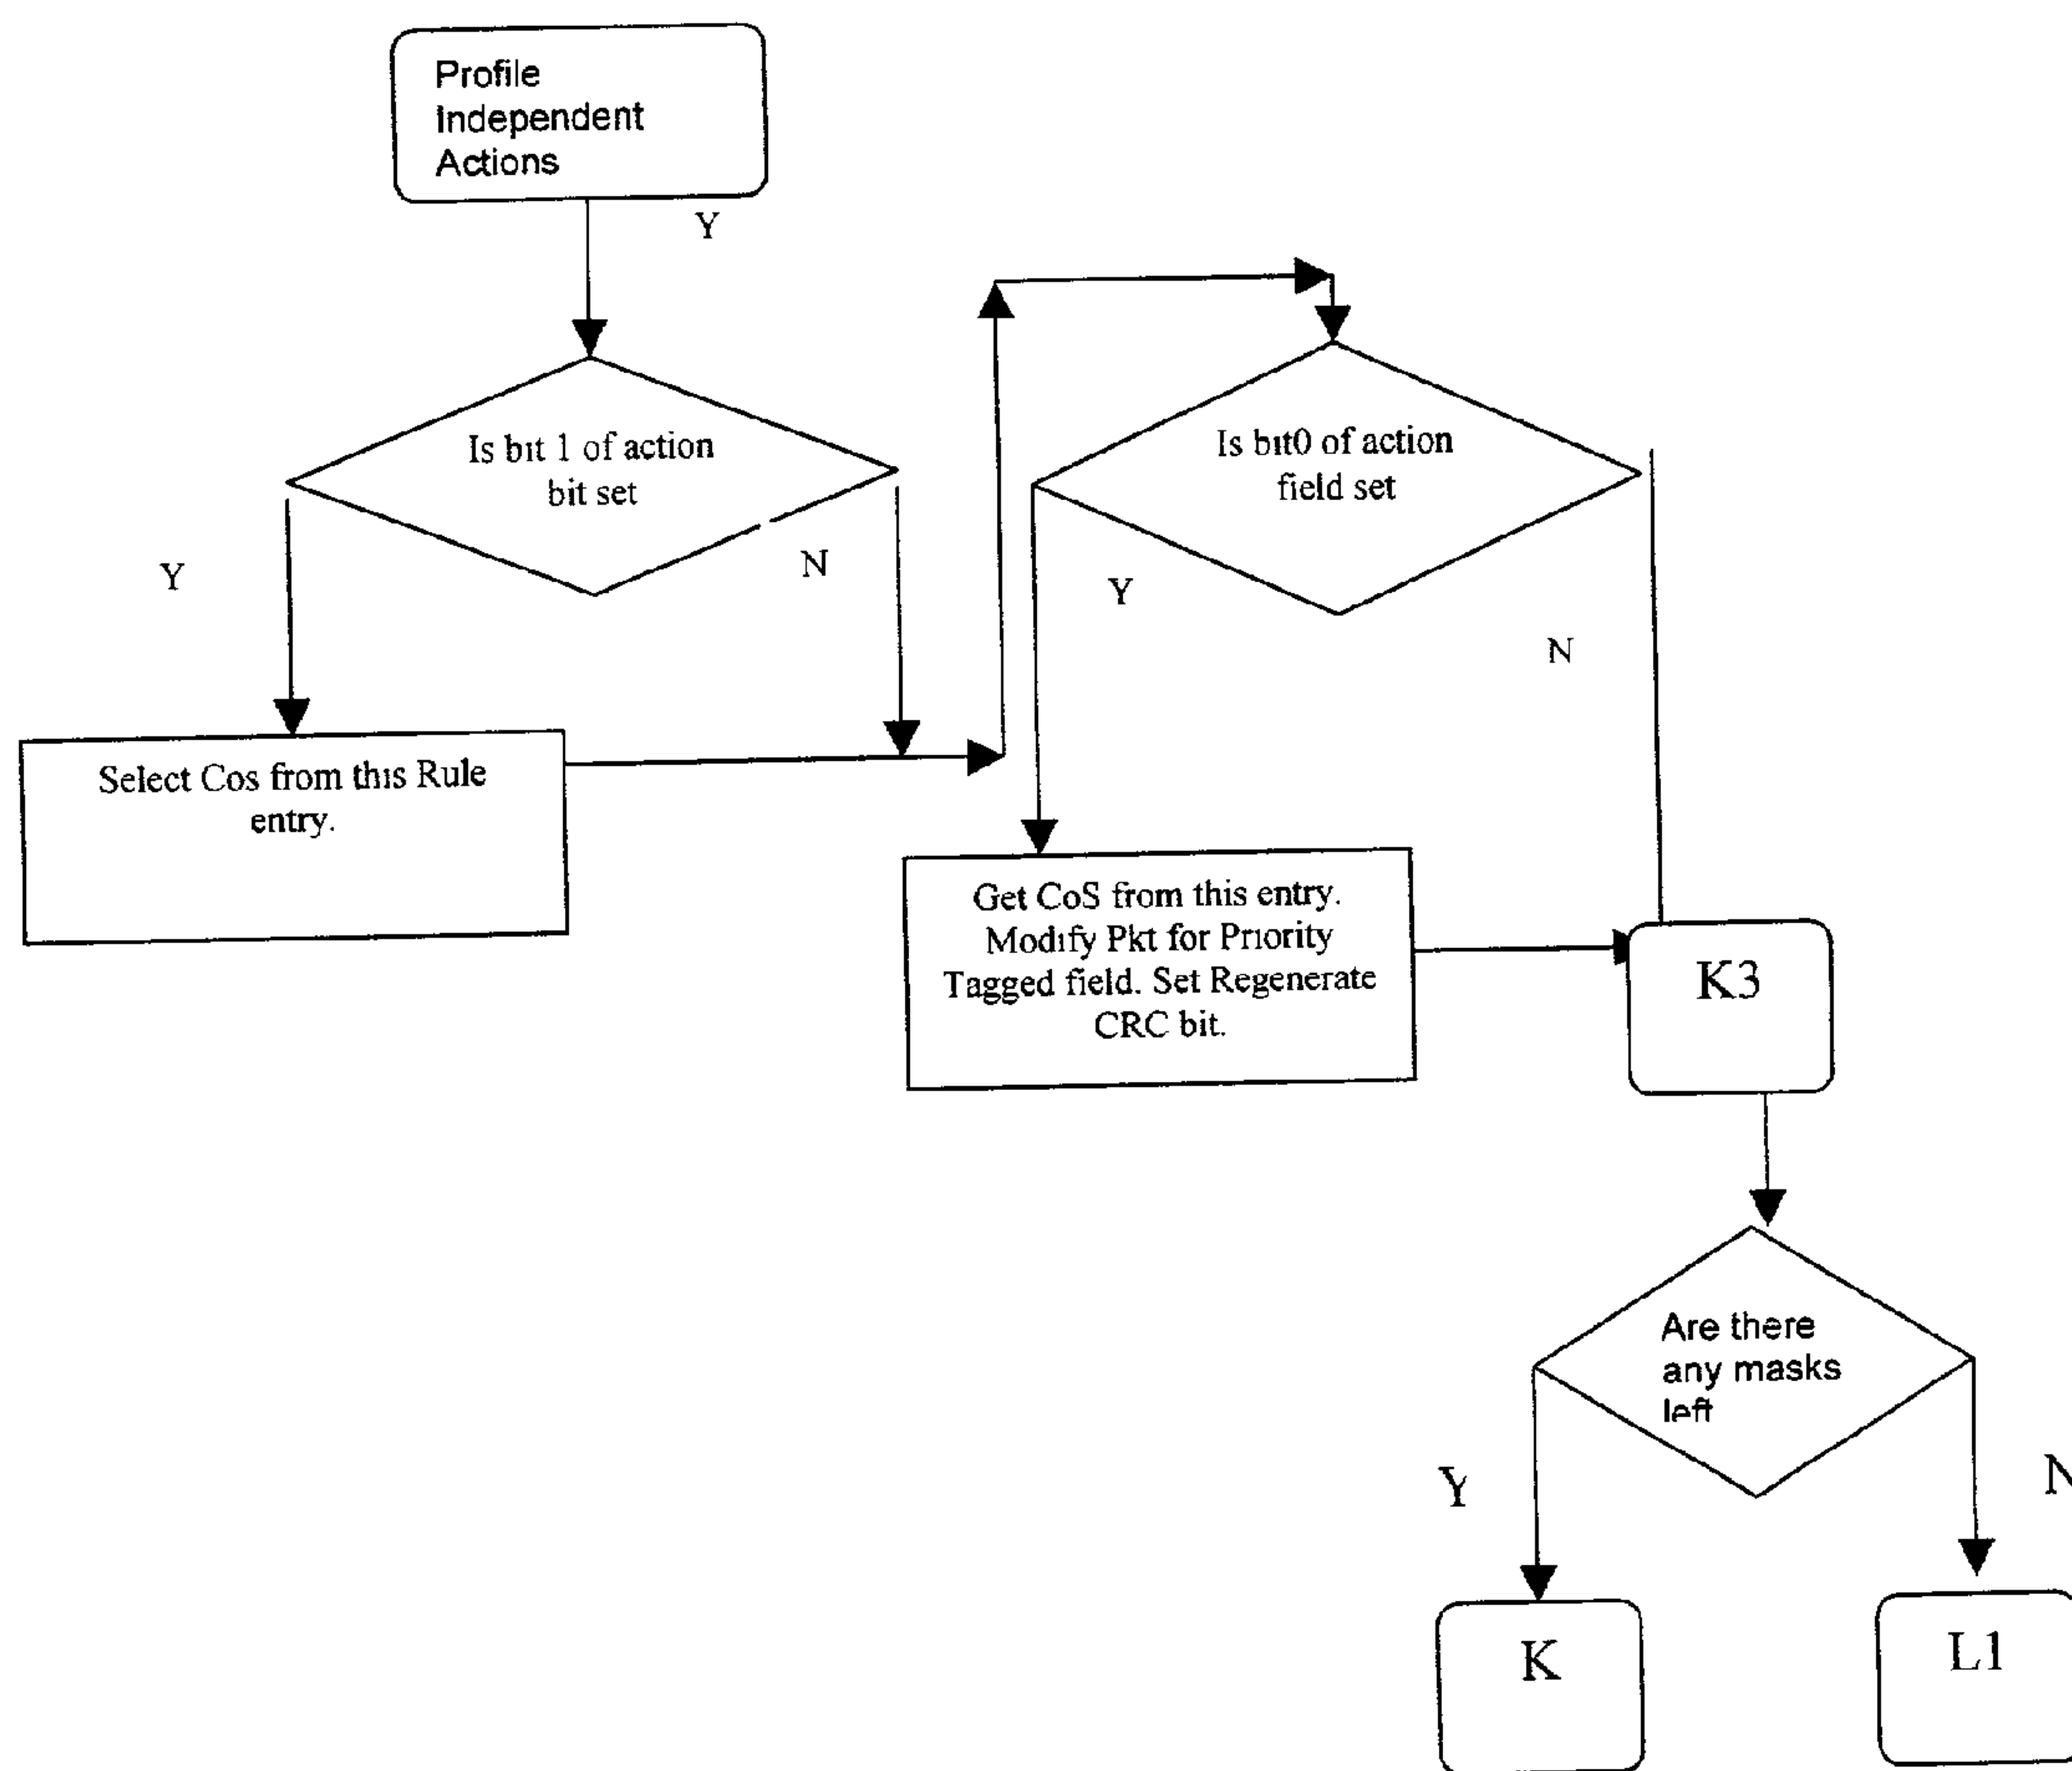 Profile
Independent
Actions
Y
Is bit 1 of action
bit set
Y
N
Select Cos from this Rule
entry.
Is bit0 of action
field set
Y
N
Get CoS from this entry.
Modify Pkt for Priority
Tagged field. Set Regenerate
CRC bit.
K3
Are there
any masks
left
Y
N
K
L1